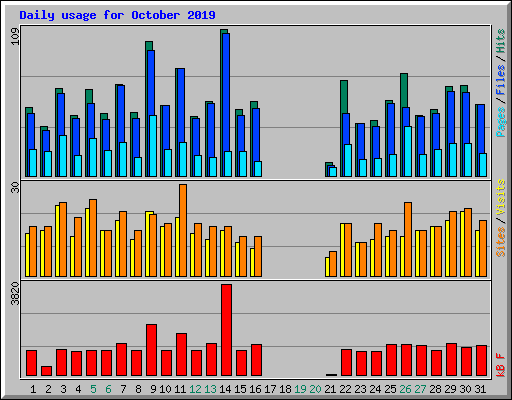 Daily usage for October 2019
109
Pages / Files / Hits
30
Sites / Visits
3820
kB F
1 2 3 4 5 6 7 8 9 10 11 12 13 14 15 16 17 18 19 20 21 22 23 24 25 26 27 28 29 30 31